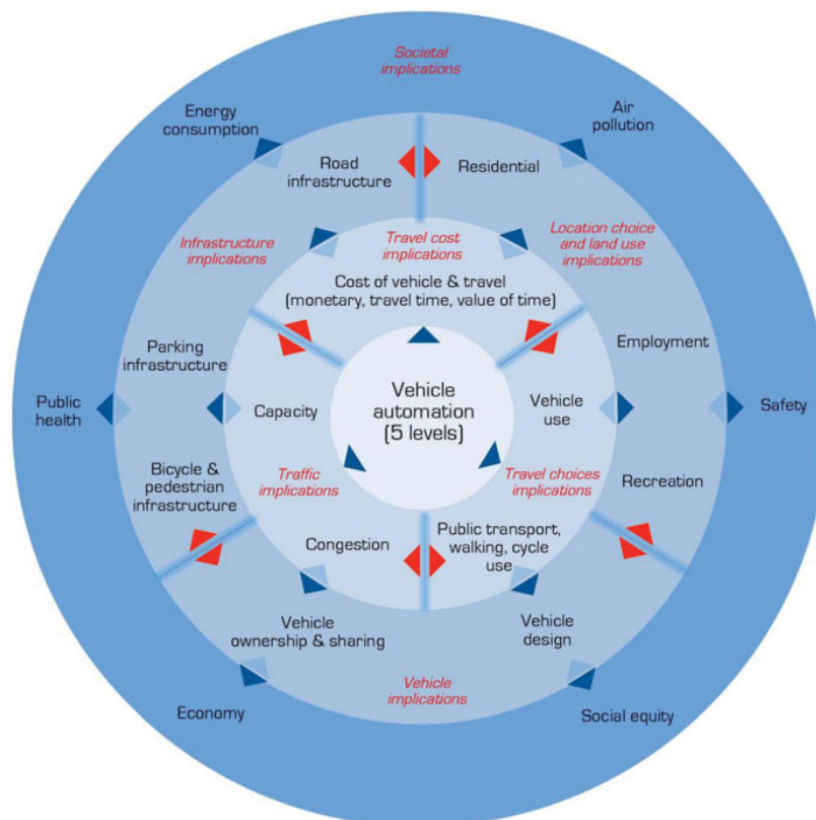 Societal
implications
Energy
consumption
Air
pollution
Road
infrastructure
Residential
Infrastructure
implications
Travel cost
implications
Location choice
and land use
implications
Cost of vehicle & travel
(monetary, travel time, value of time)
Parking
infrastructure
Employment
Public
health
Capacity
Vehicle
automation
(5 levels)
Vehicle
use
Safety
Bicycle &
pedestrian
infrastructure
Traffic
implications
Travel choices
implications
Recreation
Congestion
Public transport,
walking, cycle
use
Vehicle
ownership & sharing
Vehicle
design
Vehicle
implications
Economy
Social equity